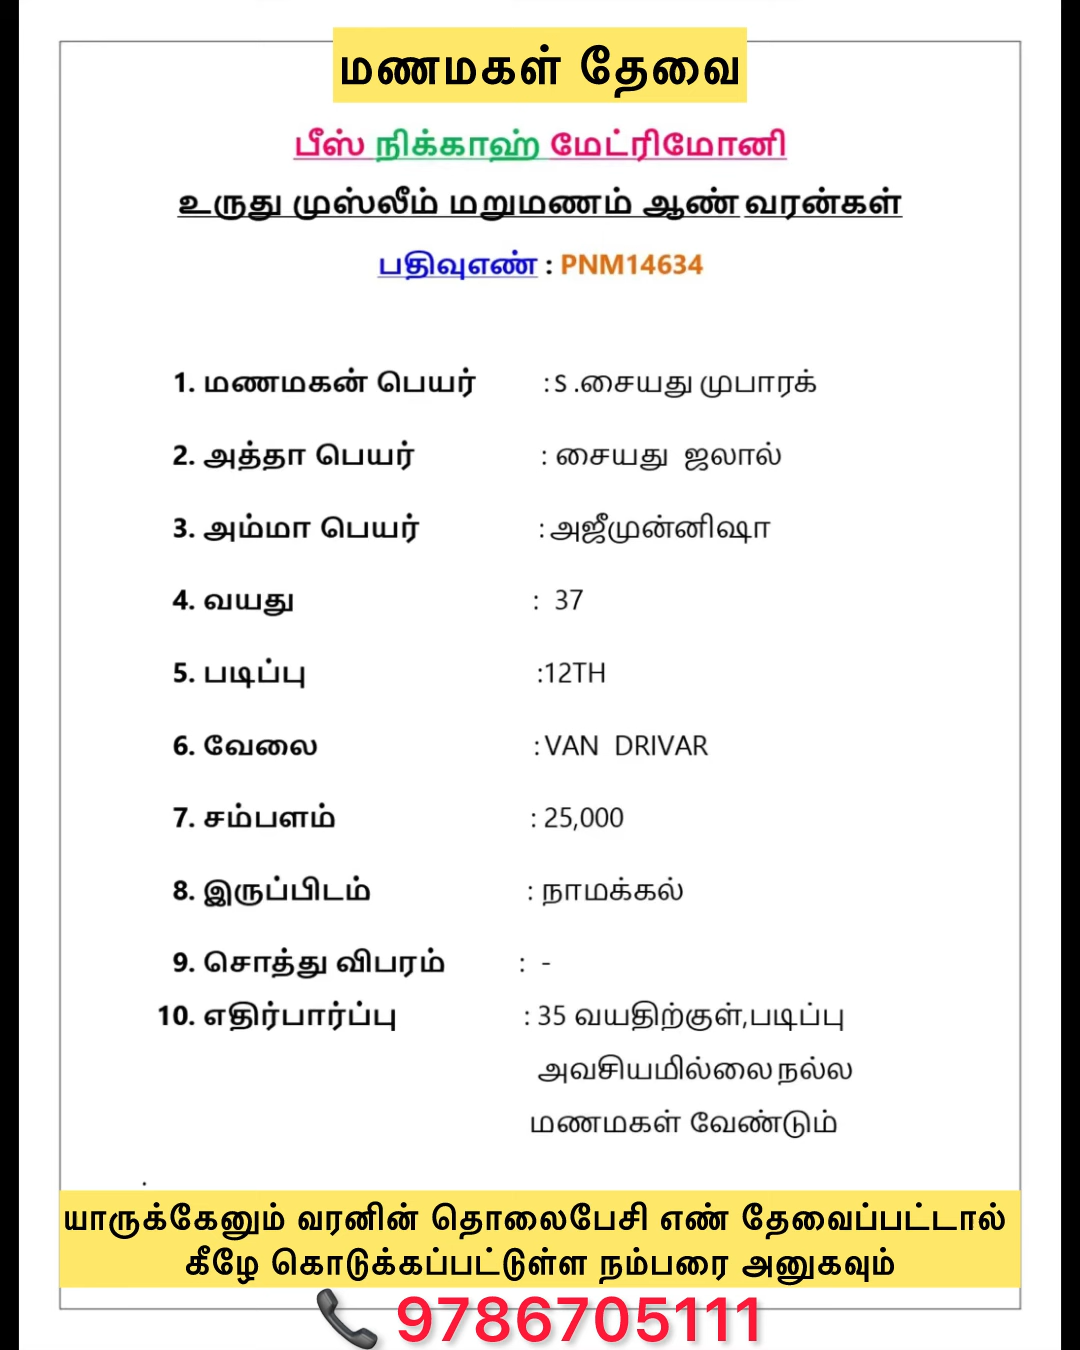 மணமகள் தேவை
பீஸ் நிக்காஹ் மேட்ரிமோனி
உருது முஸ்லீம் மறுமணம் ஆண் வரன்கள்
பதிவுஎண் : PNM14634
1. மணமகன் பெயர் : S .சையது முபாரக்
2. அத்தா பெயர் : சையது ஜலால்
3. அம்மா பெயர் : அஜீமுன்னிஷா
4. வயது : 37
5. படிப்பு :12TH
6. வேலை : VAN DRIVAR
7. சம்பளம் : 25,000
8. இருப்பிடம் : நாமக்கல்
9. சொத்து விபரம் : -
10. எதிர்பார்ப்பு : 35 வயதிற்குள்,படிப்பு
அவசியமில்லை நல்ல
மணமகள் வேண்டும்
.
யாருக்கேனும் வரனின் தொலைபேசி எண் தேவைப்பட்டால்
கீழே கொடுக்கப்பட்டுள்ள நம்பரை அனுகவும்
9786705111